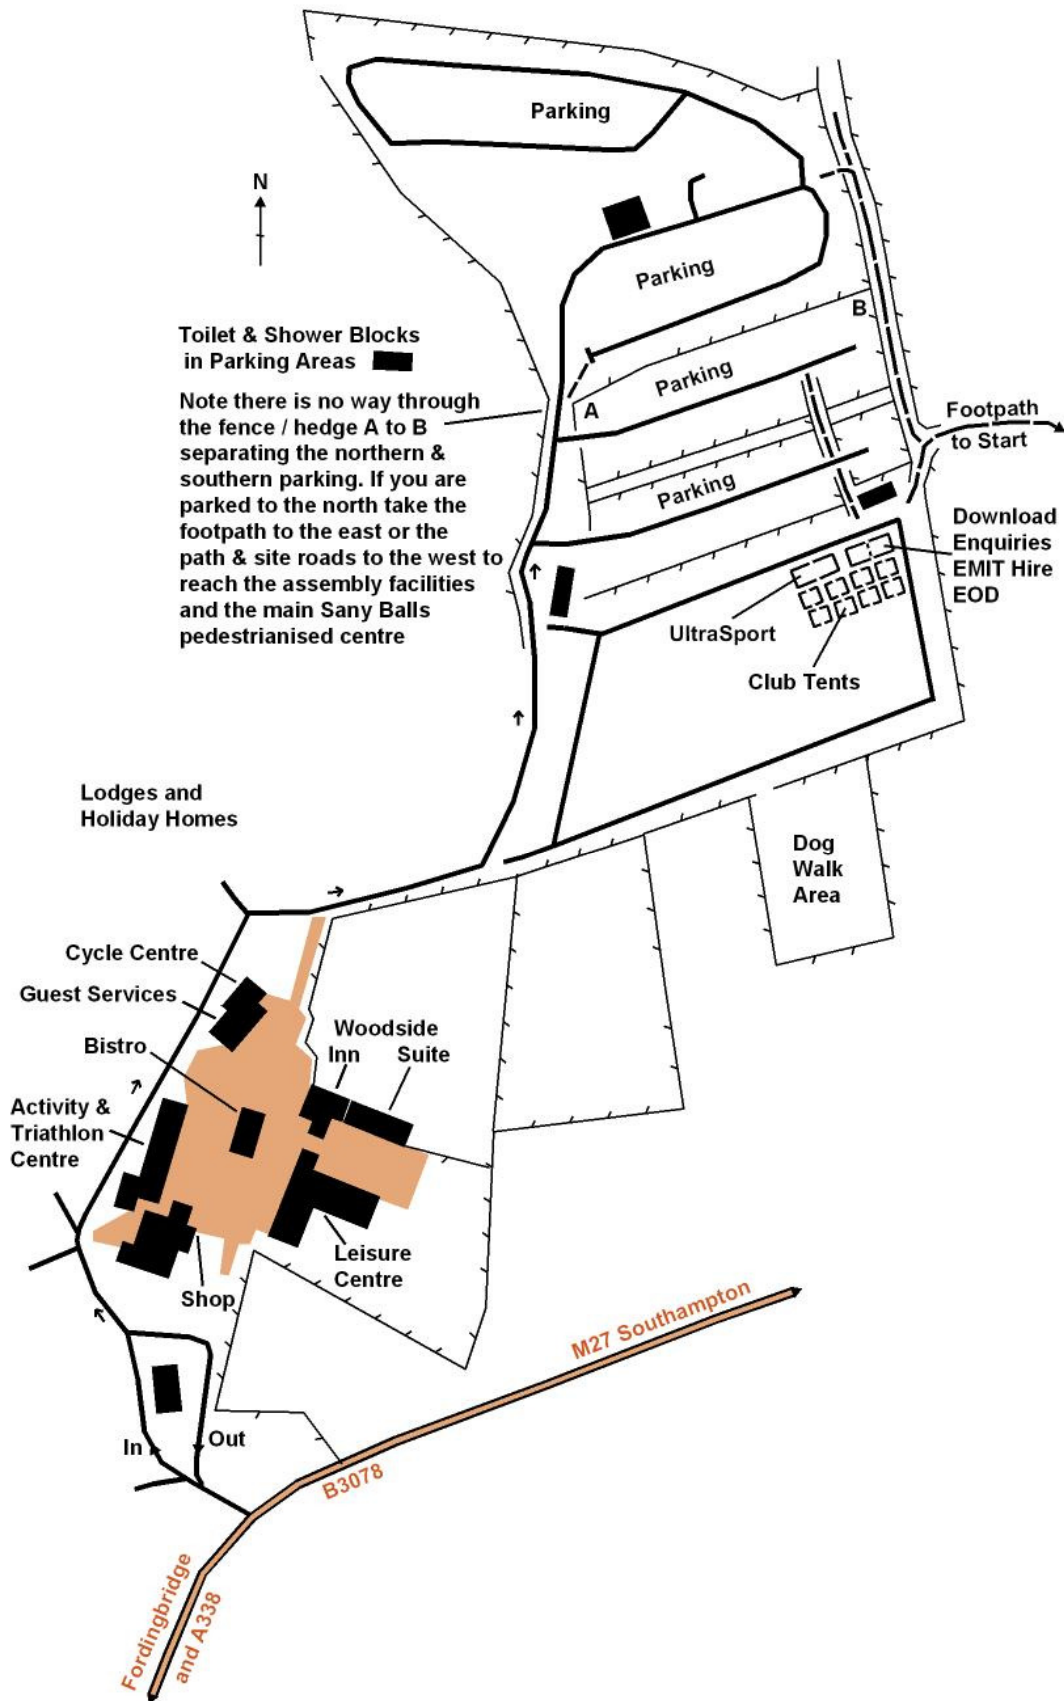 Parking
N
Parking
Toilet & Shower Blocks
in Parking Areas
B
Parking
Note there is no way through
the fence / hedge A to B
separating the northern &
southern parking. If you are
parked to the north take the
footpath to the east or the
path & site roads to the west to
reach the assembly facilities
and the main Sany Balls
pedestrianised centre
A
Footpath
to Start
Parking
Download
Enquiries
EMIT Hire
EOD
UltraSport
Club Tents
Lodges and
Holiday Homes
Dog
Walk
Area
Cycle Centre
Guest Services
Bistro
Woodside
Inn Suite
Activity &
Triathlon
Centre
Leisure
Centre
Shop
M27 Southampton
In
Out
B3078
Fordingbridge
and A338